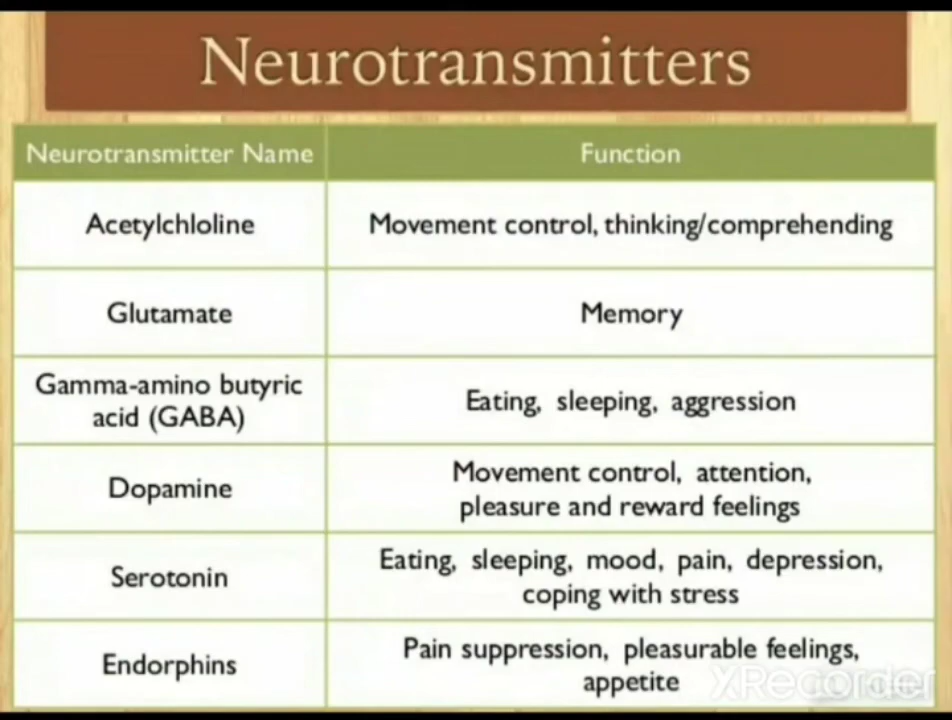 Neurotransmitters
Neurotransmitter Name Function
Acetylchloline Movement control, thinking/comprehending
Glutamate Memory
Gamma-amino butyric
acid (GABA) Eating, sleeping, aggression
Dopamine Movement control, attention,
pleasure and reward feelings
Serotonin Eating, sleeping, mood, pain, depression,
coping with stress
Endorphins Pain suppression, pleasurable feelings,
appetite
XRecorder